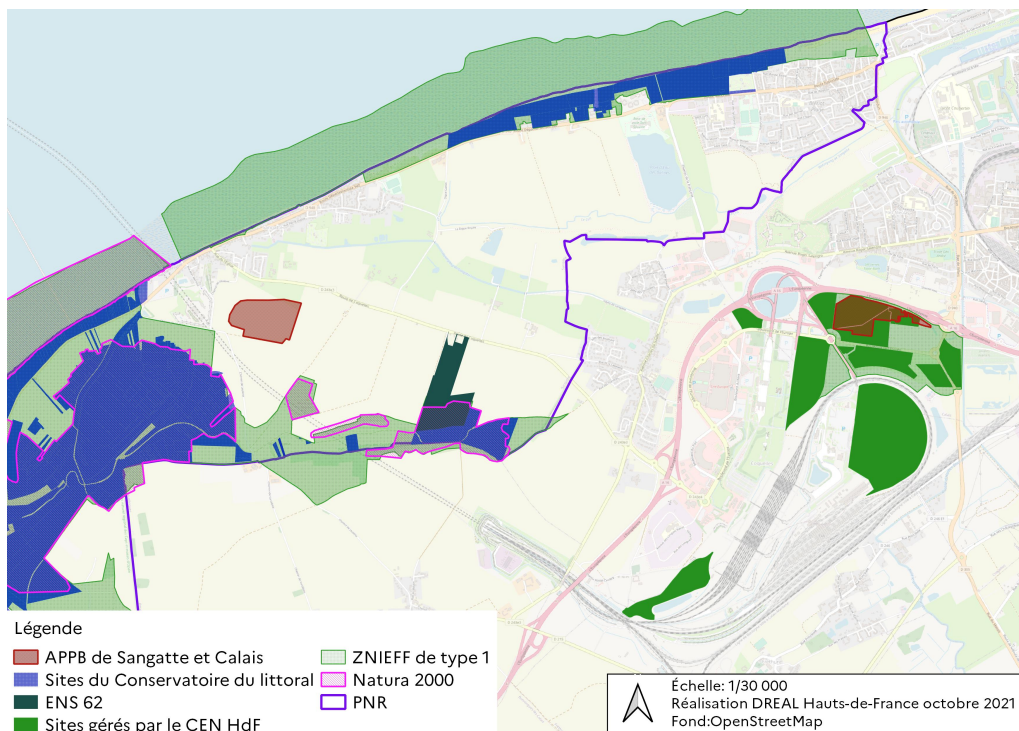 Légende
APPB de Sangatte et Calais
Sites du Conservatoire du littoral
ENS 62
Sites gérés par le CEN HdF
ZNIEFF de type 1
Natura 2000
PNR
Échelle: 1/30 000
Réalisation DREAL Hauts-de-France octobre 2021
Fond:OpenStreetMap